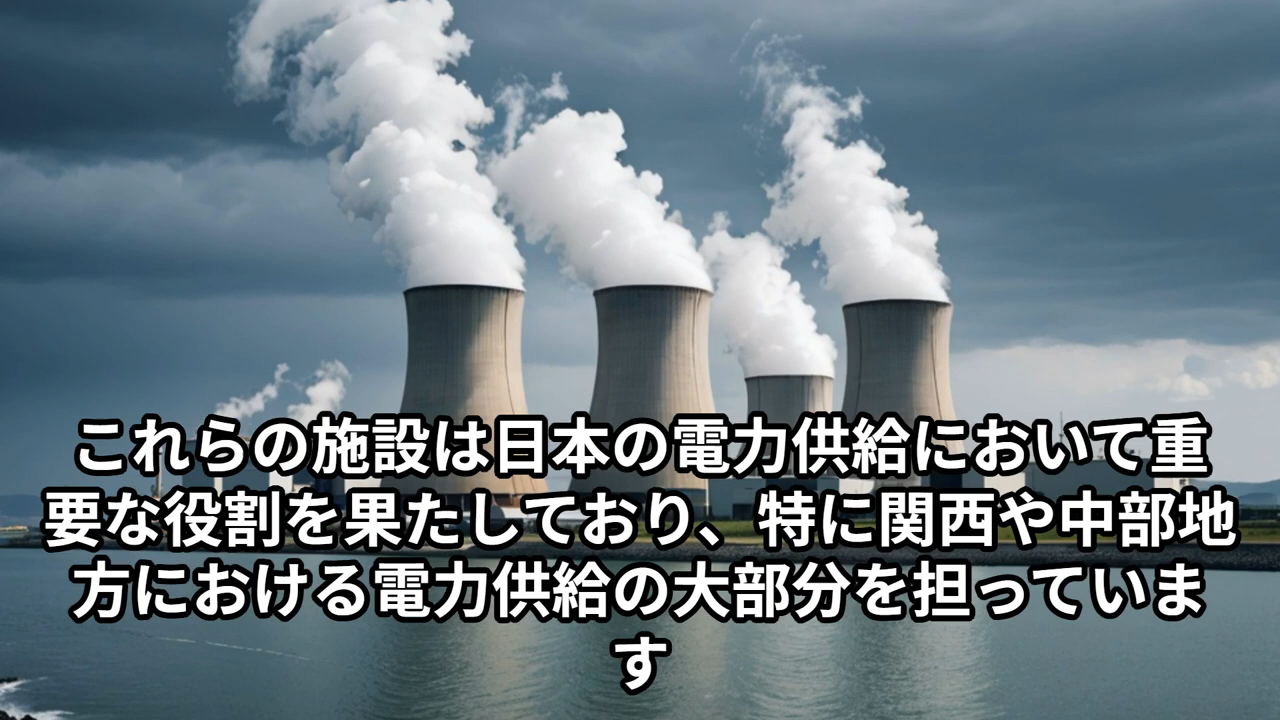 これらの施設は日本の電力供給において重
要な役割を果たしており、特に関西や中部地
方における電力供給の大部分を担っていま
す